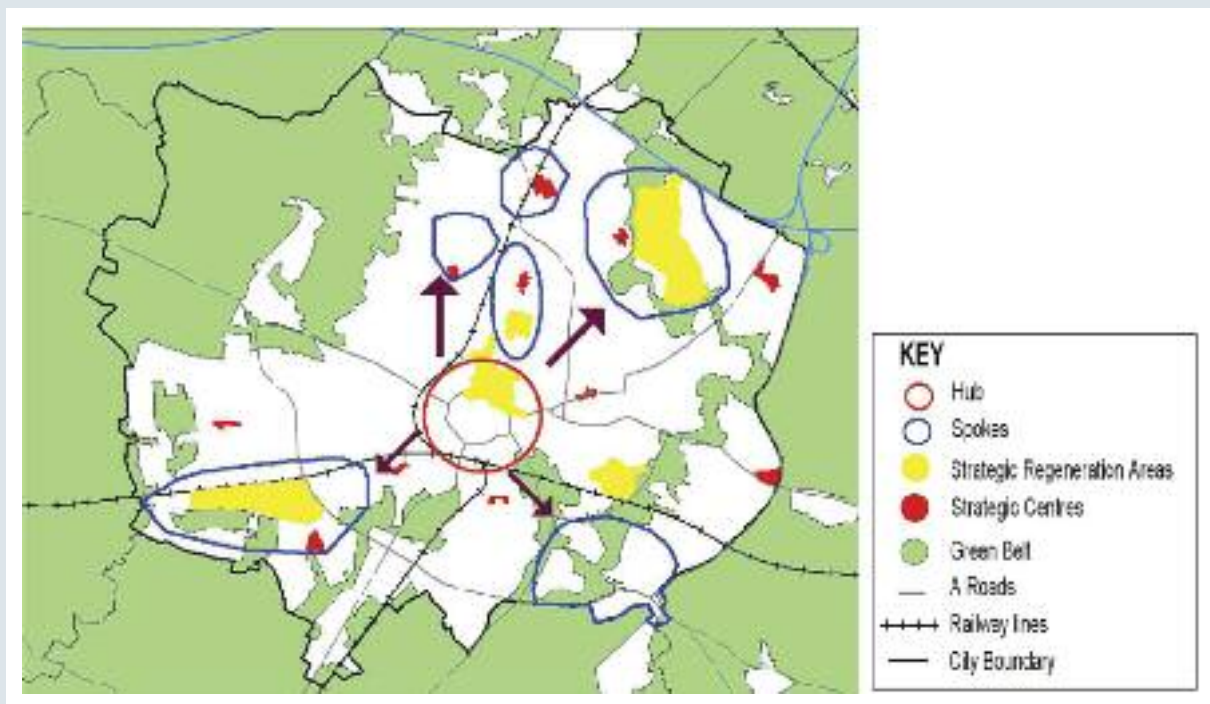 KEY
Hub
Spokes
Strategic Regeneration Areas
Strategic Centres
Green Belt
A Roads
Railway lines
City Boundary